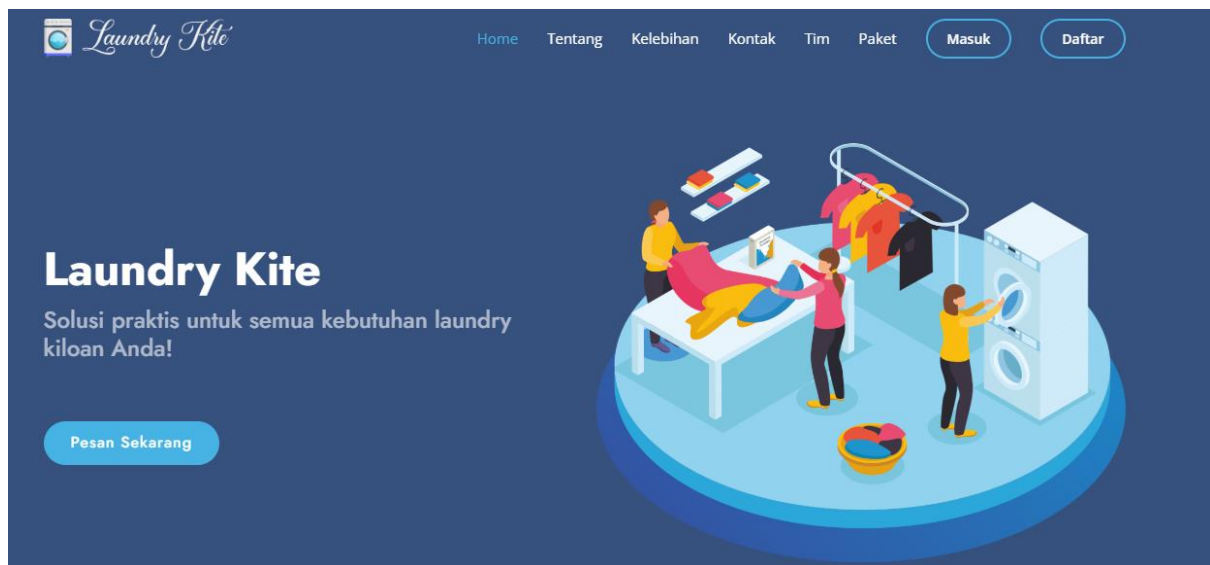 Laundry Kite
Home Tentang Kelebihan Kontak Tim Paket Masuk Daftar
Laundry Kite
Solusi praktis untuk semua kebutuhan laundry
kiloan Anda!
Pesan Sekarang